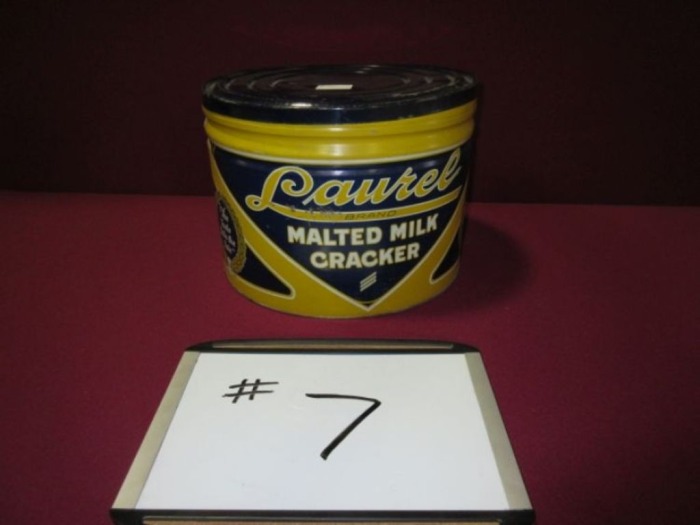 Laurel
BRAND
MALTED MILK
CRACKER
# 7